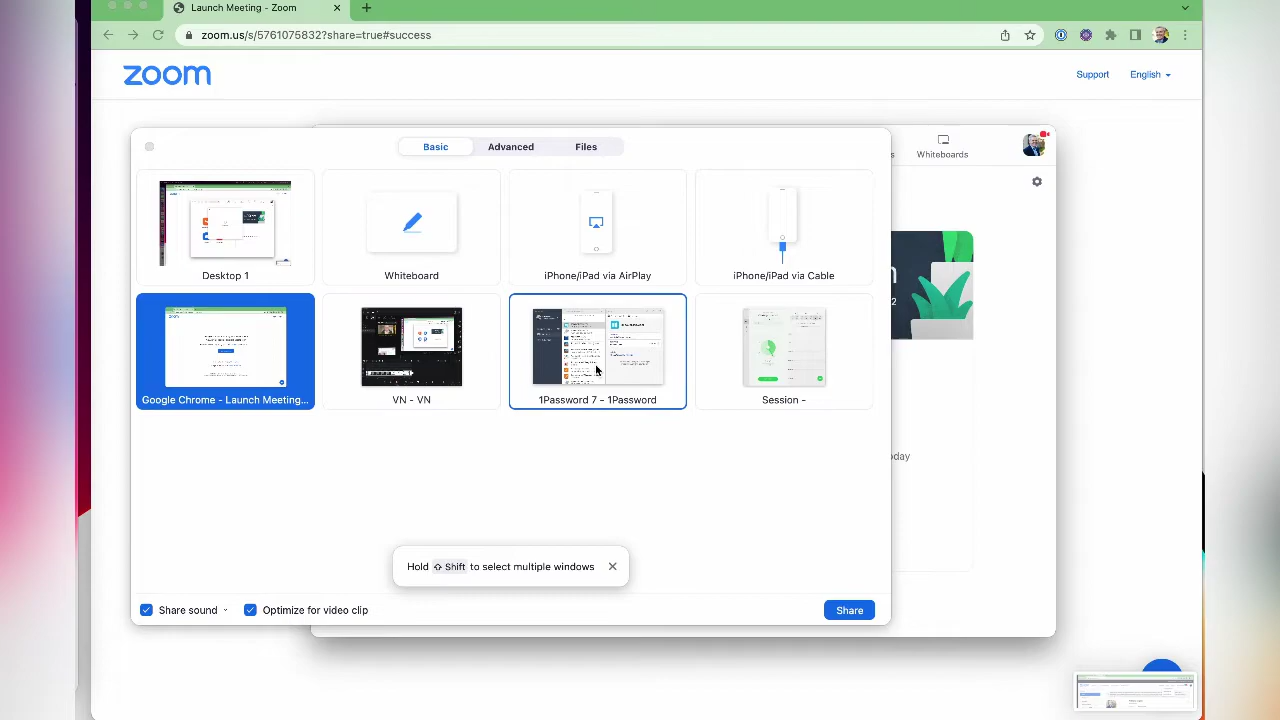 Launch Meeting - Zoom
zoom.us/s/5761075832?share=true#success
zoom
Support
English
Basic
Advanced
Files
s
Whiteboards
Desktop 1
Whiteboard
iPhone/iPad via AirPlay
iPhone/iPad via Cable
2
Google Chrome - Launch Meeting...
VN - VN
1Password 7 - 1Password
Session -
oday
Hold ⇧ Shift to select multiple windows
Share sound
Optimize for video clip
Share